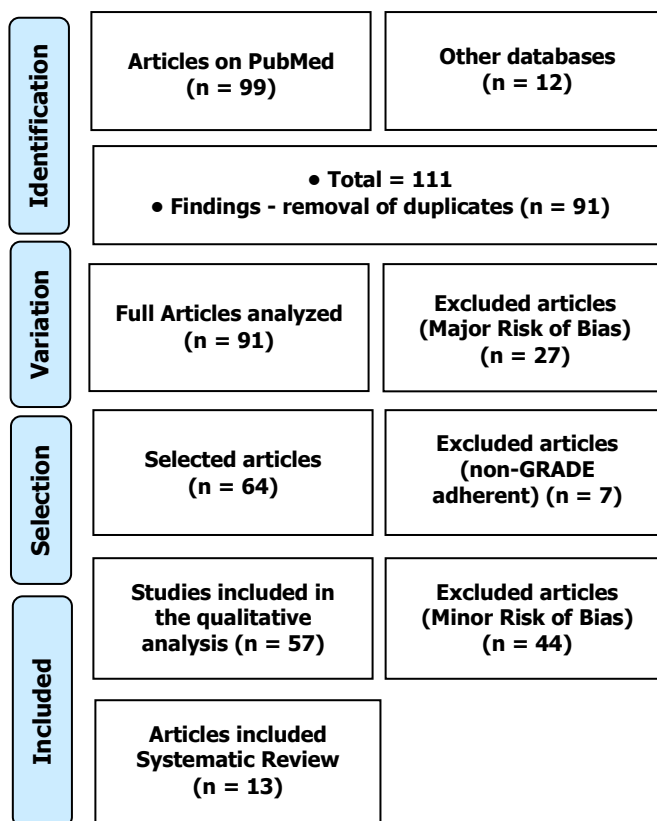 Identification
Articles on PubMed
(n = 99)
Other databases
(n = 12)
● Total = 111
● Findings - removal of duplicates (n = 91)
Variation
Full Articles analyzed
(n = 91)
Excluded articles
(Major Risk of Bias)
(n = 27)
Selection
Selected articles
(n = 64)
Excluded articles
(non-GRADE
adherent) (n = 7)
Included
Studies included in
the qualitative
analysis (n = 57)
Excluded articles
(Minor Risk of Bias)
(n = 44)
Articles included
Systematic Review
(n = 13)